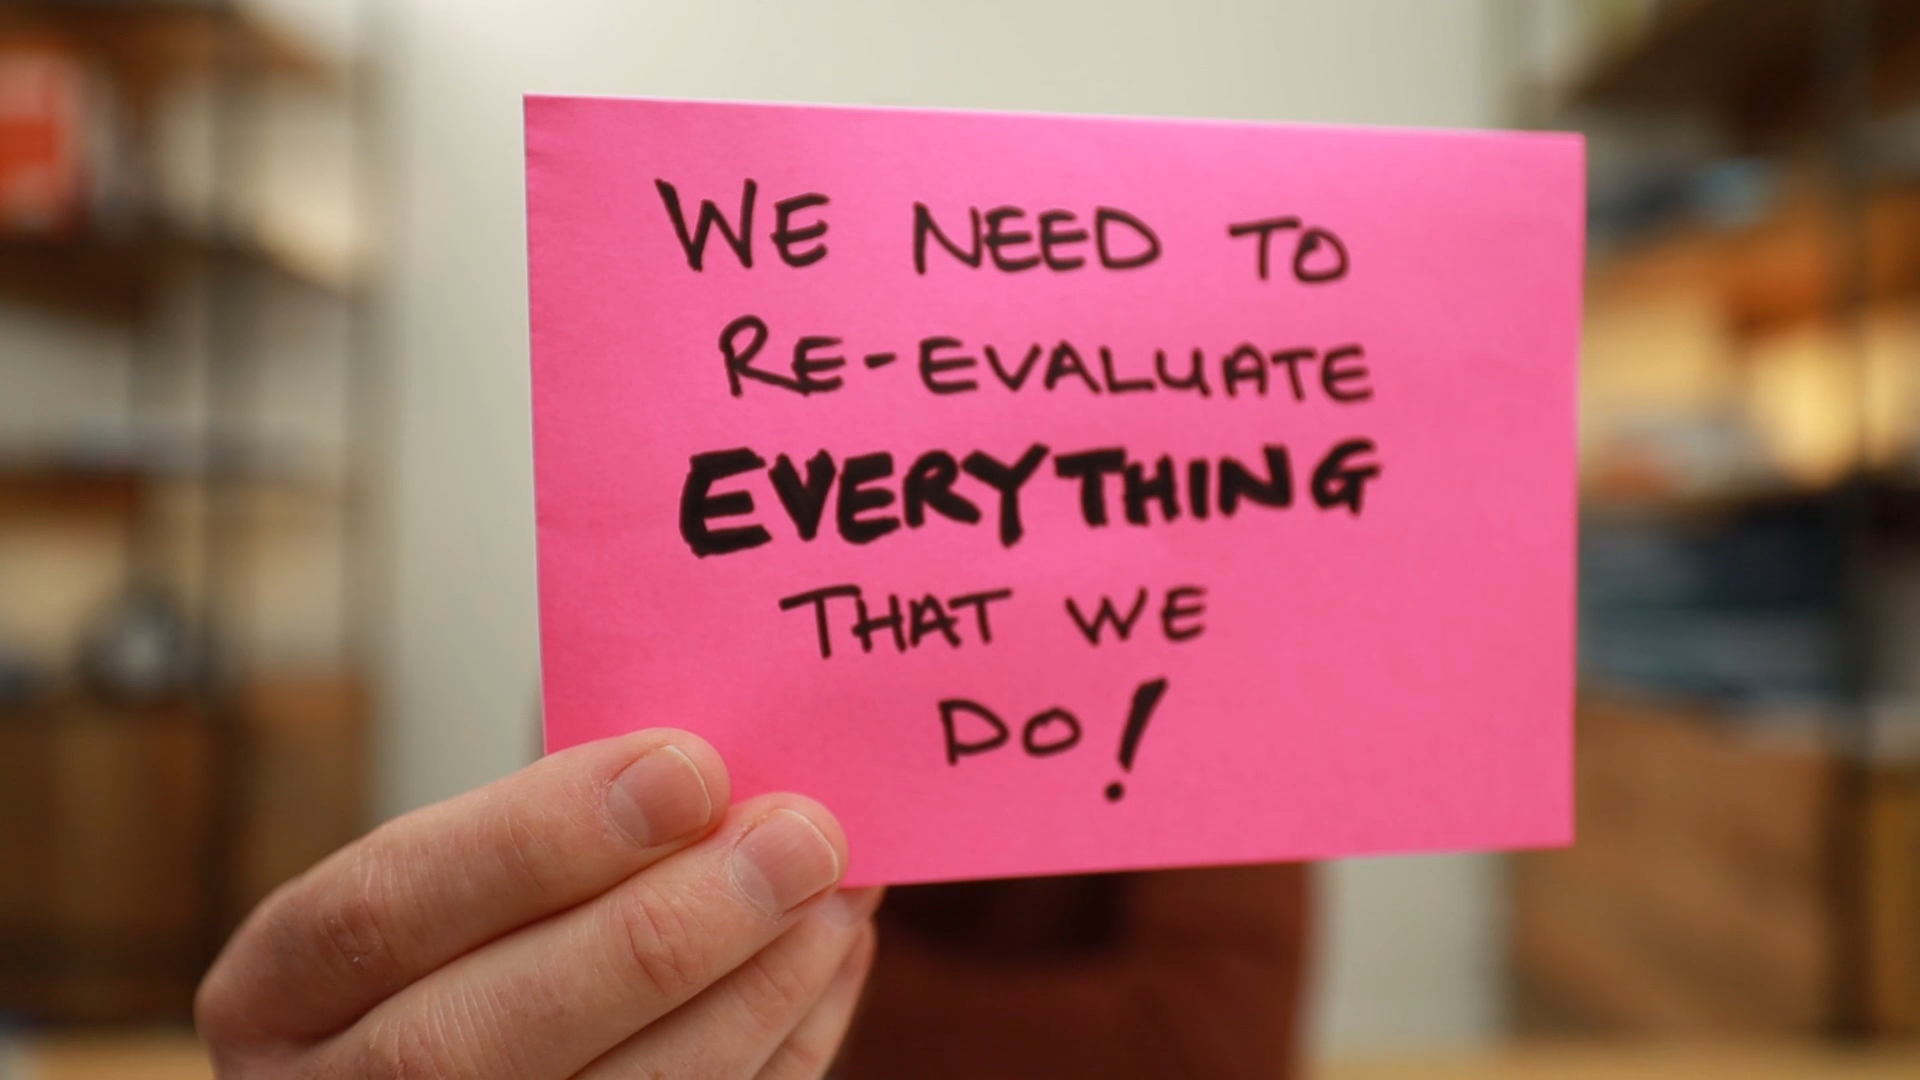 WE NEED TO
RE-EVALUATE
EVERYTHING
THAT WE
DO!